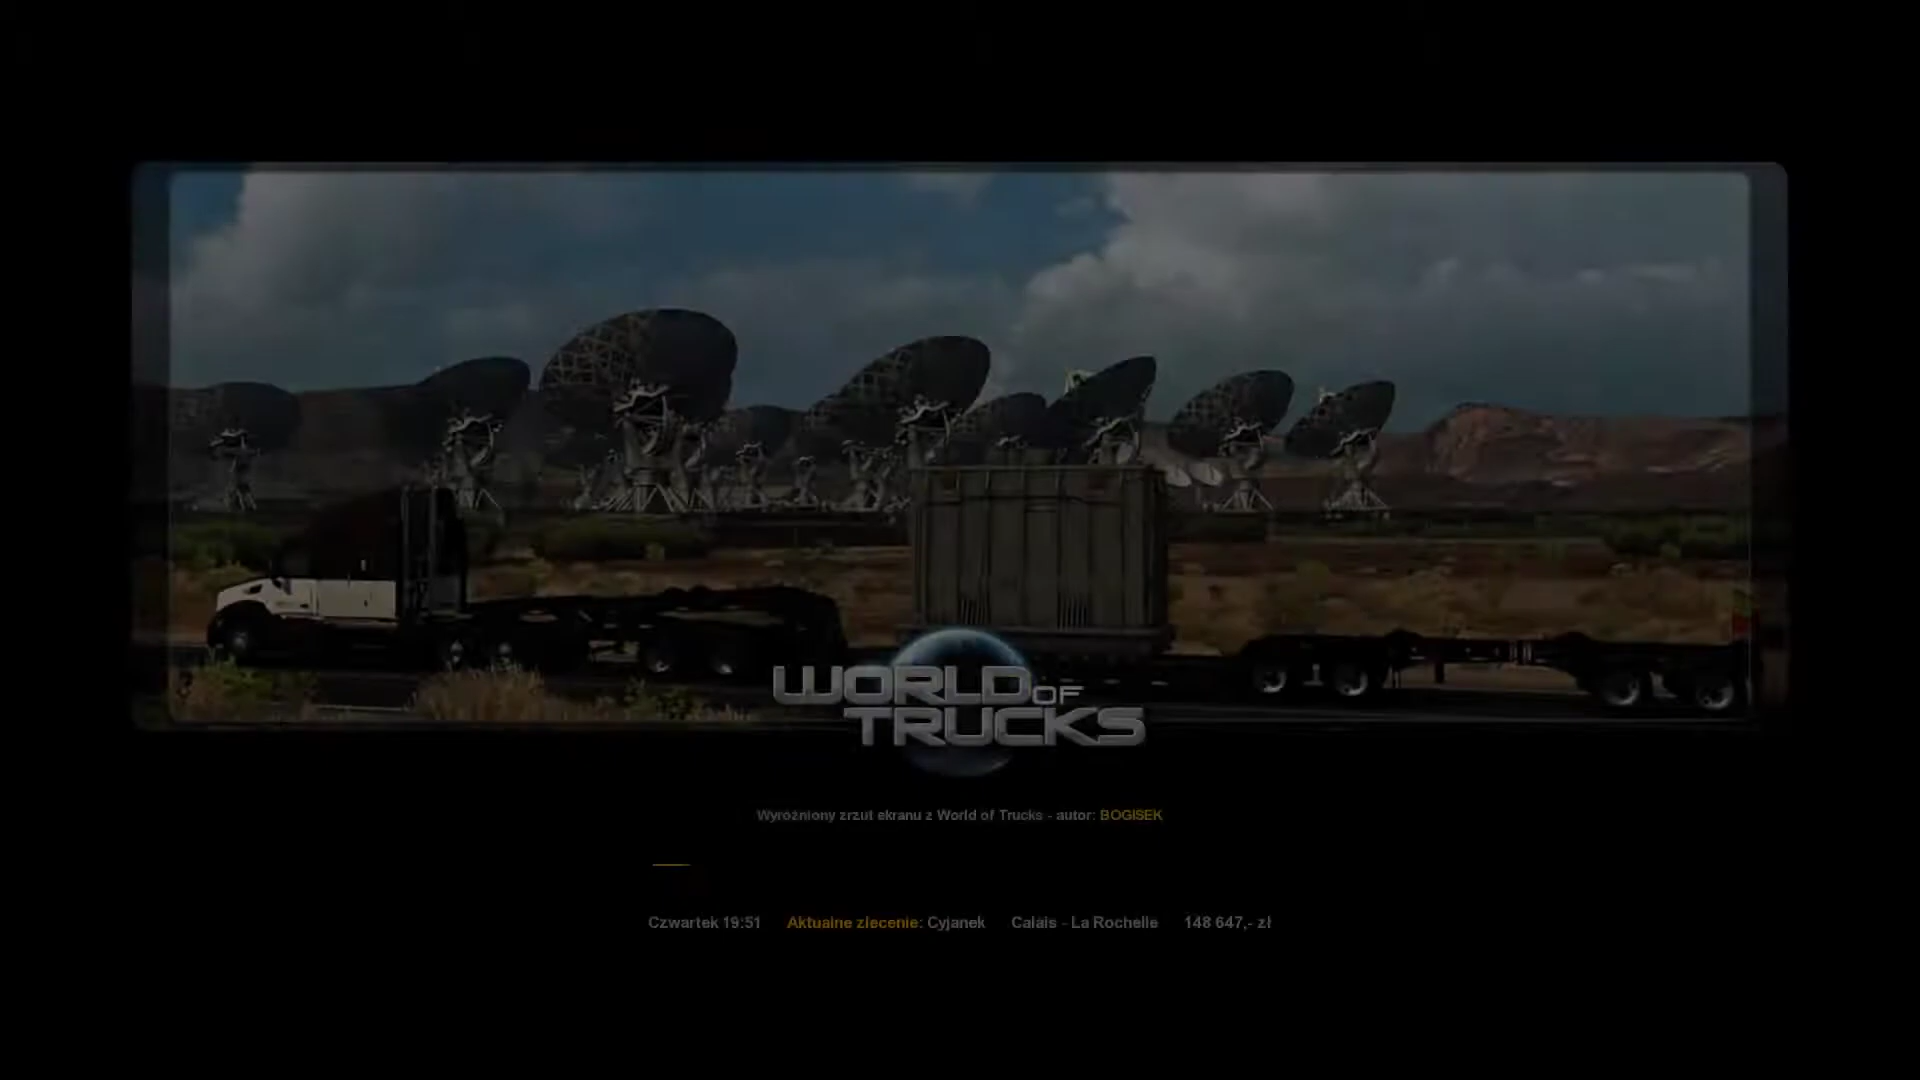 WORLD OF
TRUCKS
Wyróżniony zrzut ekranu z World of Trucks - autor: BOGISEK
Czwartek 19:51 Aktualne zlecenie: Cyjanek Calais - La Rochelle 148 647,- zł